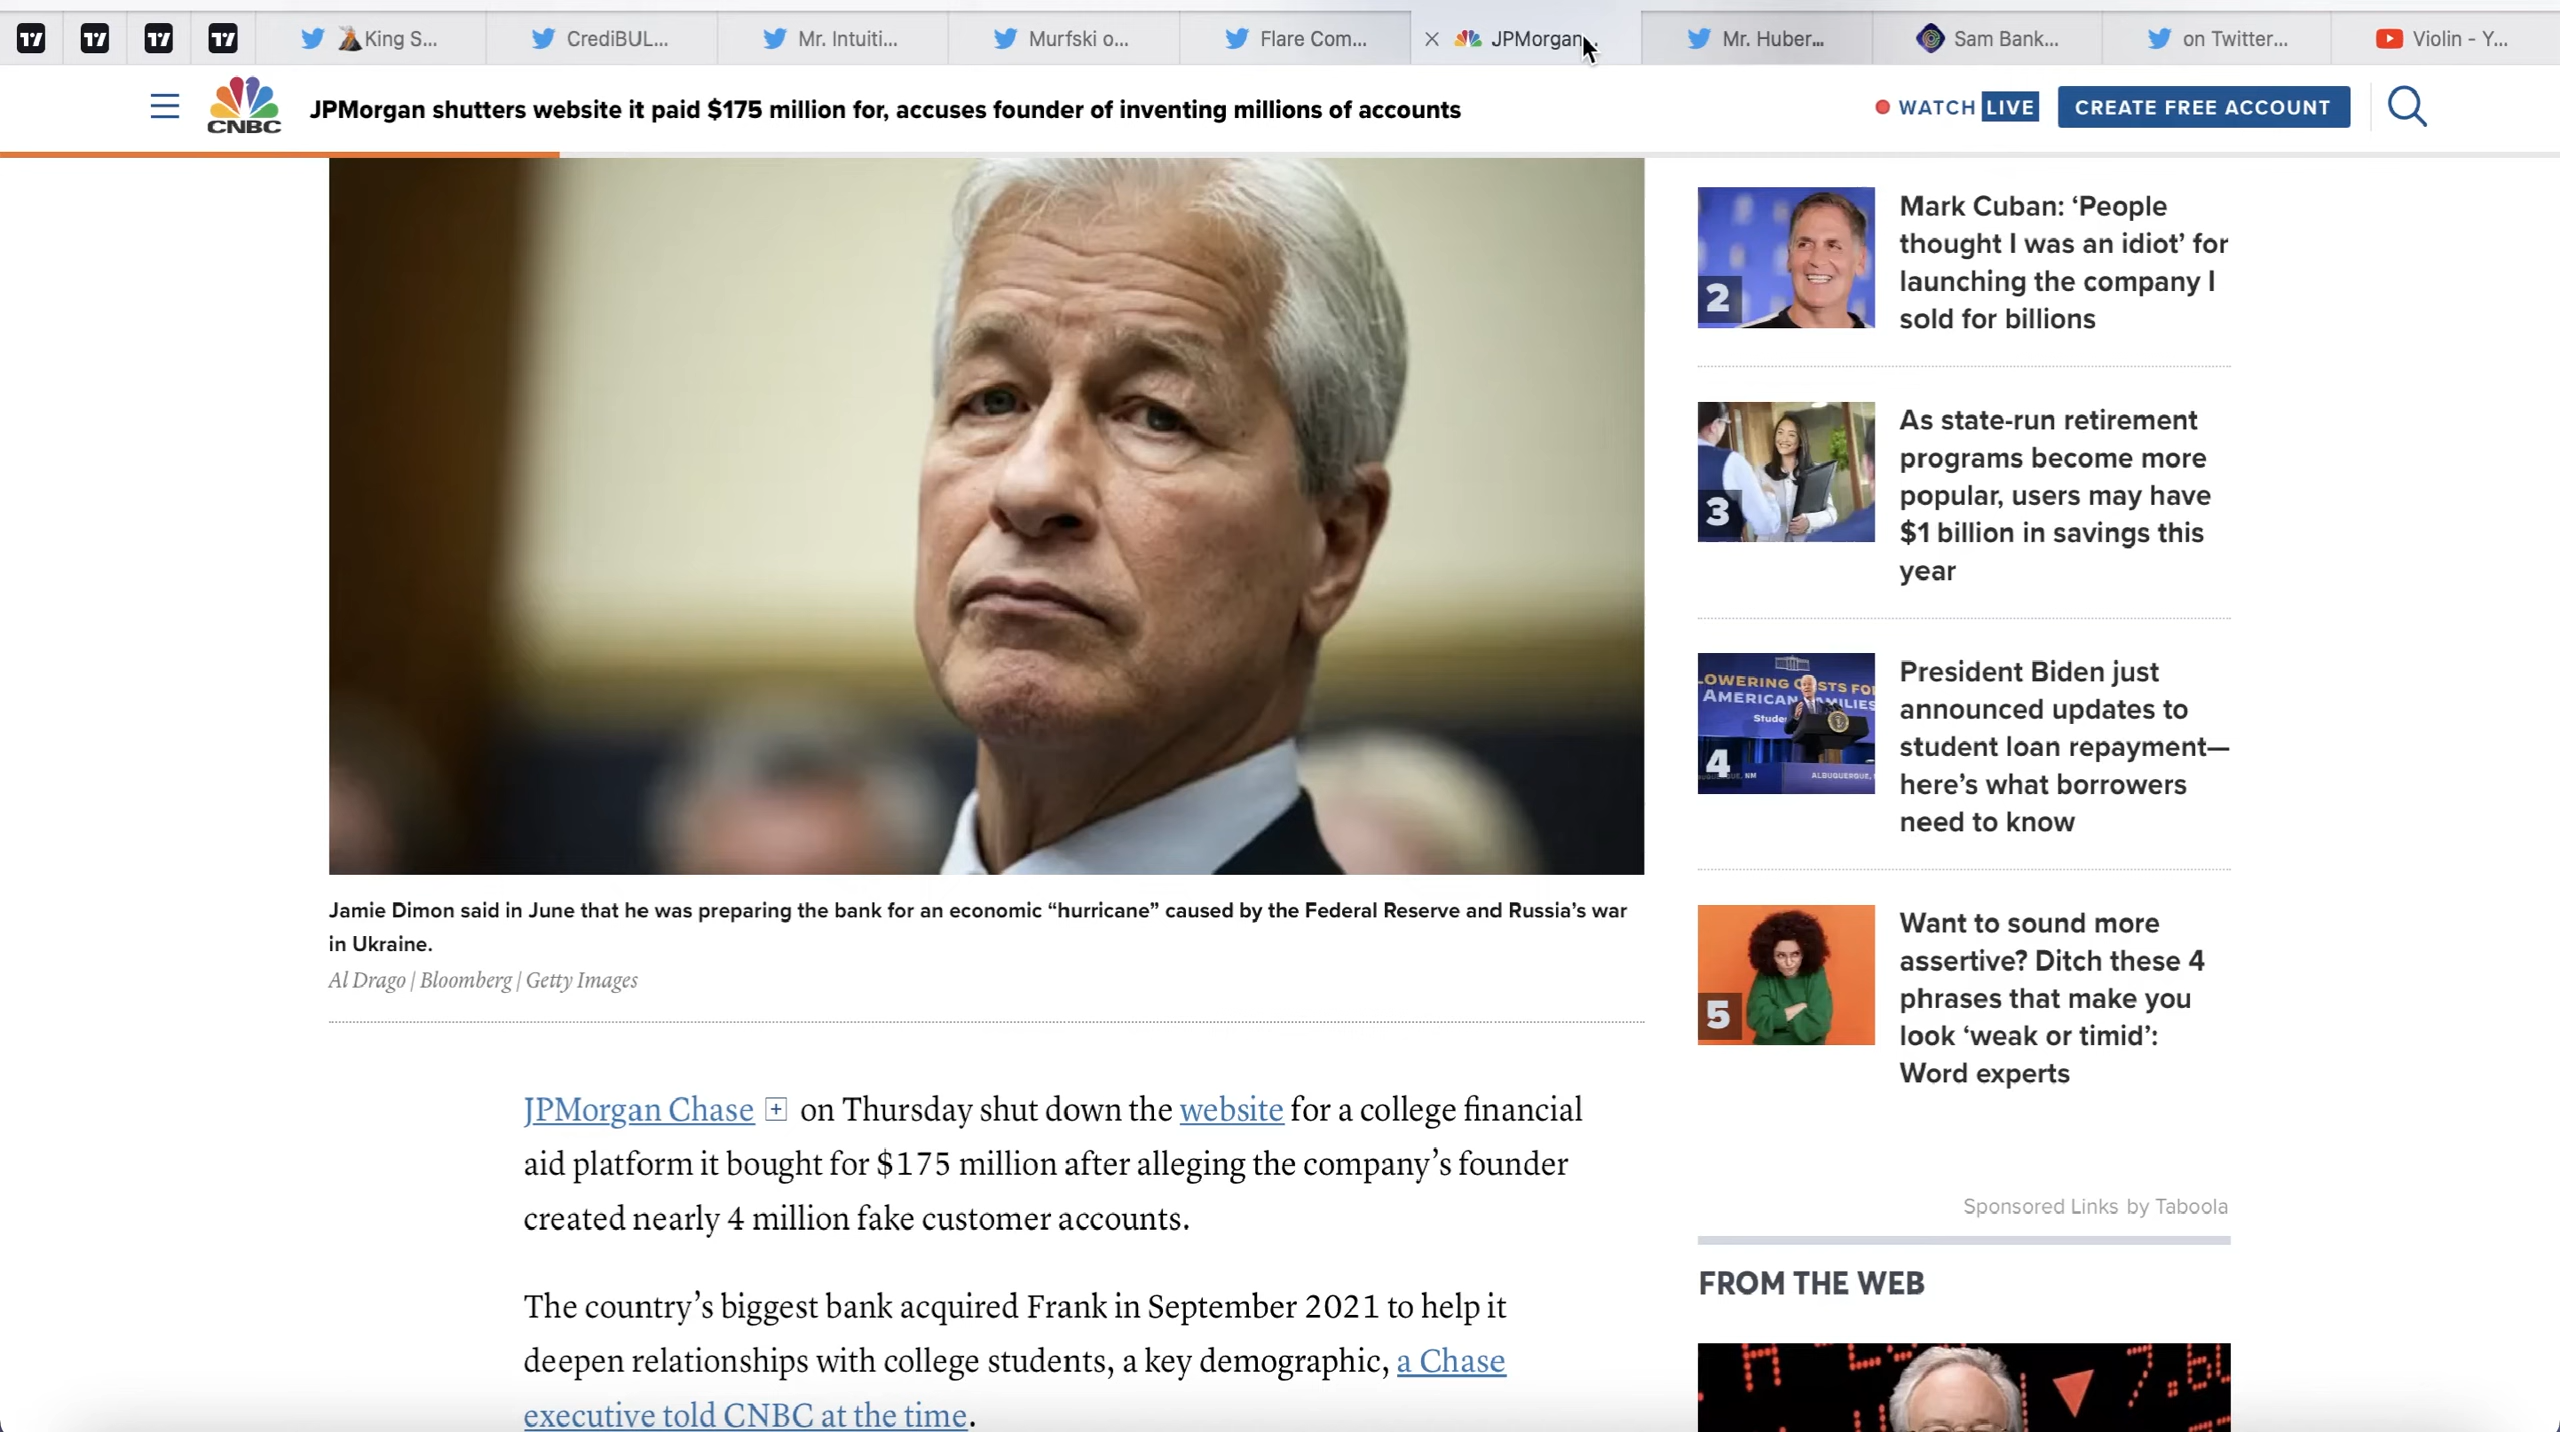 King S...
CrediBUL...
Mr. Intuiti...
Murfski o...
Flare Com...
JPMorgan...
Mr. Huber...
Sam Bank...
on Twitter...
Violin - Y...
CNBC
JPMorgan shutters website it paid $175 million for, accuses founder of inventing millions of accounts
WATCH LIVE
CREATE FREE ACCOUNT
Jamie Dimon said in June that he was preparing the bank for an economic “hurricane” caused by the Federal Reserve and Russia’s war
in Ukraine.
Al Drago | Bloomberg | Getty Images
JPMorgan Chase + on Thursday shut down the website for a college financial
aid platform it bought for $175 million after alleging the company’s founder
created nearly 4 million fake customer accounts.
The country’s biggest bank acquired Frank in September 2021 to help it
deepen relationships with college students, a key demographic, a Chase
executive told CNBC at the time.
2
Mark Cuban: ‘People
thought I was an idiot’ for
launching the company I
sold for billions
3
As state-run retirement
programs become more
popular, users may have
$1 billion in savings this
year
LOWERING COSTS FO
AMERICAN FAMILIES
Stude
4
NM
ALBUQUERQUE,
President Biden just
announced updates to
student loan repayment—
here’s what borrowers
need to know
5
Want to sound more
assertive? Ditch these 4
phrases that make you
look ‘weak or timid’:
Word experts
Sponsored Links by Taboola
FROM THE WEB